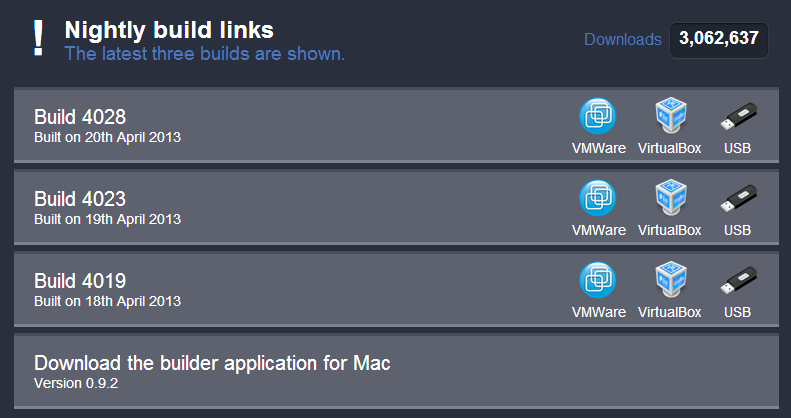 Nightly build links
The latest three builds are shown.
Downloads 3,062,637
Build 4028
Built on 20th April 2013
VMWare VirtualBox USB
Build 4023
Built on 19th April 2013
VMWare VirtualBox USB
Build 4019
Built on 18th April 2013
VMWare VirtualBox USB
Download the builder application for Mac
Version 0.9.2